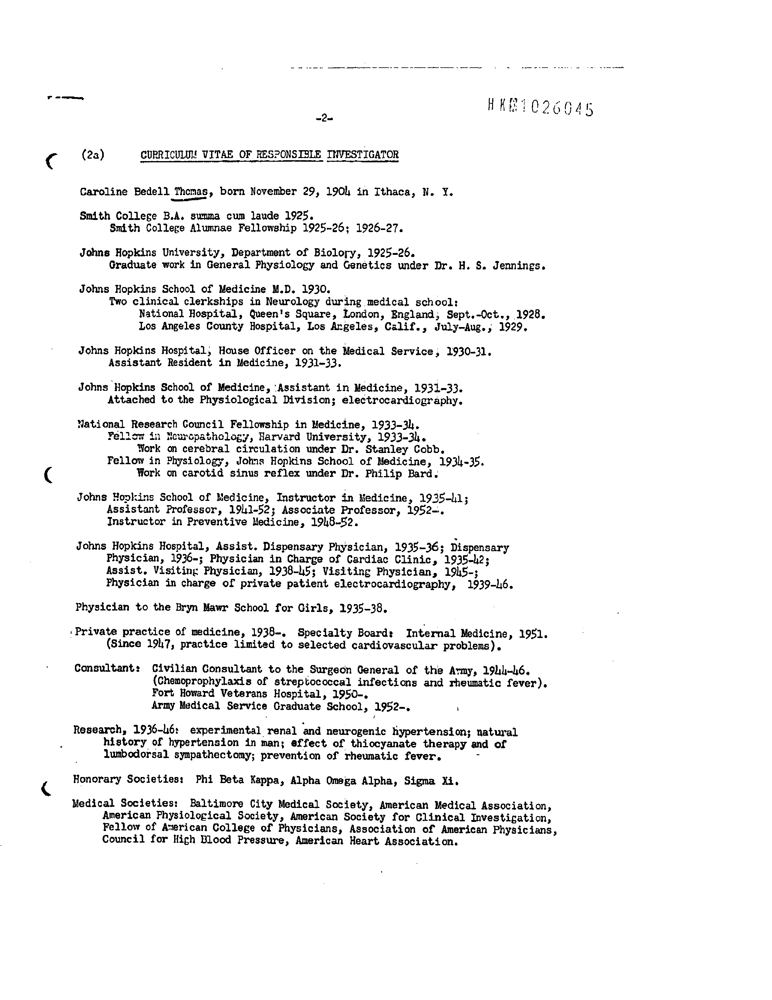 HKB1026045
-2-
(2a) CURRICULUM VITAE OF RESPONSIBLE INVESTIGATOR
Caroline Bedell Thomas, born November 29, 1904 in Ithaca, N. Y.
Smith College B.A. summa cum laude 1925.
Smith College Alumnae Fellowship 1925-26; 1926-27.
Johns Hopkins University, Department of Biology, 1925-26.
Graduate work in General Physiology and Genetics under Dr. H. S. Jennings.
Johns Hopkins School of Medicine M.D. 1930.
Two clinical clerkships in Neurology during medical school:
National Hospital, Queen's Square, London, England, Sept.-Oct., 1928.
Los Angeles County Hospital, Los Angeles, Calif., July-Aug., 1929.
Johns Hopkins Hospital, House Officer on the Medical Service, 1930-31.
Assistant Resident in Medicine, 1931-33.
Johns Hopkins School of Medicine, Assistant in Medicine, 1931-33.
Attached to the Physiological Division; electrocardiography.
National Research Council Fellowship in Medicine, 1933-34.
Fellow in Neuropathology, Harvard University, 1933-34.
Work on cerebral circulation under Dr. Stanley Cobb.
Fellow in Physiology, Johns Hopkins School of Medicine, 1934-35.
Work on carotid sinus reflex under Dr. Philip Bard.
Johns Hopkins School of Medicine, Instructor in Medicine, 1935-41;
Assistant Professor, 1941-52; Associate Professor, 1952-.
Instructor in Preventive Medicine, 1948-52.
Johns Hopkins Hospital, Assist. Dispensary Physician, 1935-36; Dispensary
Physician, 1936-; Physician in Charge of Cardiac Clinic, 1935-42;
Assist. Visiting Physician, 1938-45; Visiting Physician, 1945-;
Physician in charge of private patient electrocardiography, 1939-46.
Physician to the Bryn Mawr School for Girls, 1935-38.
Private practice of medicine, 1938-. Specialty Board: Internal Medicine, 1951.
(Since 1947, practice limited to selected cardiovascular problems).
Consultant: Civilian Consultant to the Surgeon General of the Army, 1944-46.
(Chemoprophylaxis of streptococcal infections and rheumatic fever).
Fort Howard Veterans Hospital, 1950-.
Army Medical Service Graduate School, 1952-.
Research, 1936-46: experimental renal and neurogenic hypertension; natural
history of hypertension in man; effect of thiocyanate therapy and of
lumbodorsal sympathectomy; prevention of rheumatic fever.
Honorary Societies: Phi Beta Kappa, Alpha Omega Alpha, Sigma Xi.
Medical Societies: Baltimore City Medical Society, American Medical Association,
American Physiological Society, American Society for Clinical Investigation,
Fellow of American College of Physicians, Association of American Physicians,
Council for High Blood Pressure, American Heart Association.